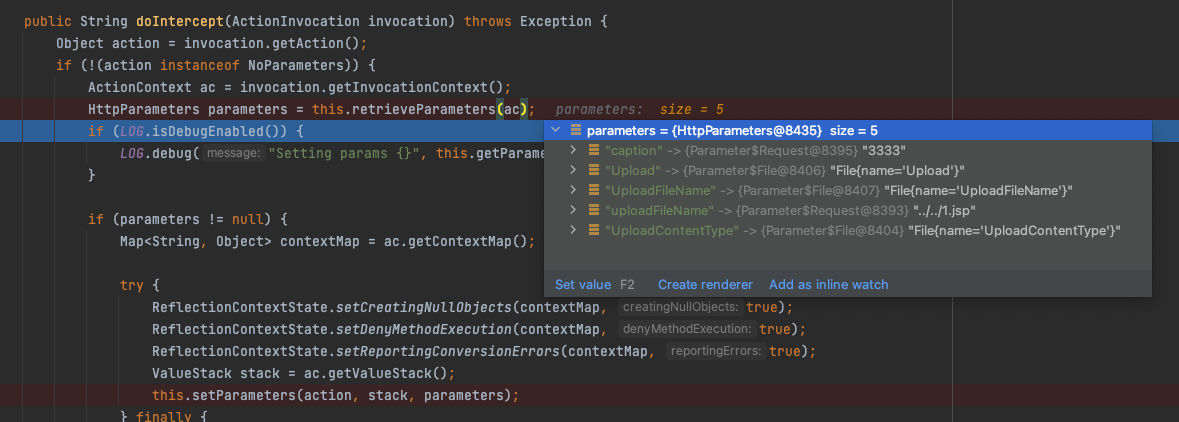 public String doIntercept(ActionInvocation invocation) throws Exception {
Object action = invocation.getAction();
if (!(action instanceof NoParameters)) {
ActionContext ac = invocation.getInvocationContext();
HttpParameters parameters = this.retrieveParameters(ac); parameters: size = 5
if (LOG.isDebugEnabled()) {
parameters = {HttpParameters@8435} size = 5
LOG.debug( message: "Setting params {}", this.getParame
"caption" -> {Parameter$Request@8395} "3333"
"Upload" -> {Parameter$File@8406} "File{name='Upload'}"
}
"UploadFileName" -> {Parameter$File@8407} "File{name='UploadFileName'}"
"uploadFileName" -> {Parameter$Request@8393} "../../1.jsp"
if (parameters != null) {
"UploadContentType" -> {Parameter$File@8404} "File{name='UploadContentType'}"
Map<String, Object> contextMap = ac.getContextMap();
try {
Set value F2 Create renderer Add as inline watch
ReflectionContextState.setCreatingNullObjects(contextMap, creatingNullObjects: true);
ReflectionContextState.setDenyMethodExecution(contextMap, denyMethodExecution: true);
ReflectionContextState.setReportingConversionErrors(contextMap, reportingErrors: true);
ValueStack stack = ac.getValueStack();
this.setParameters(action, stack, parameters);
} finally {